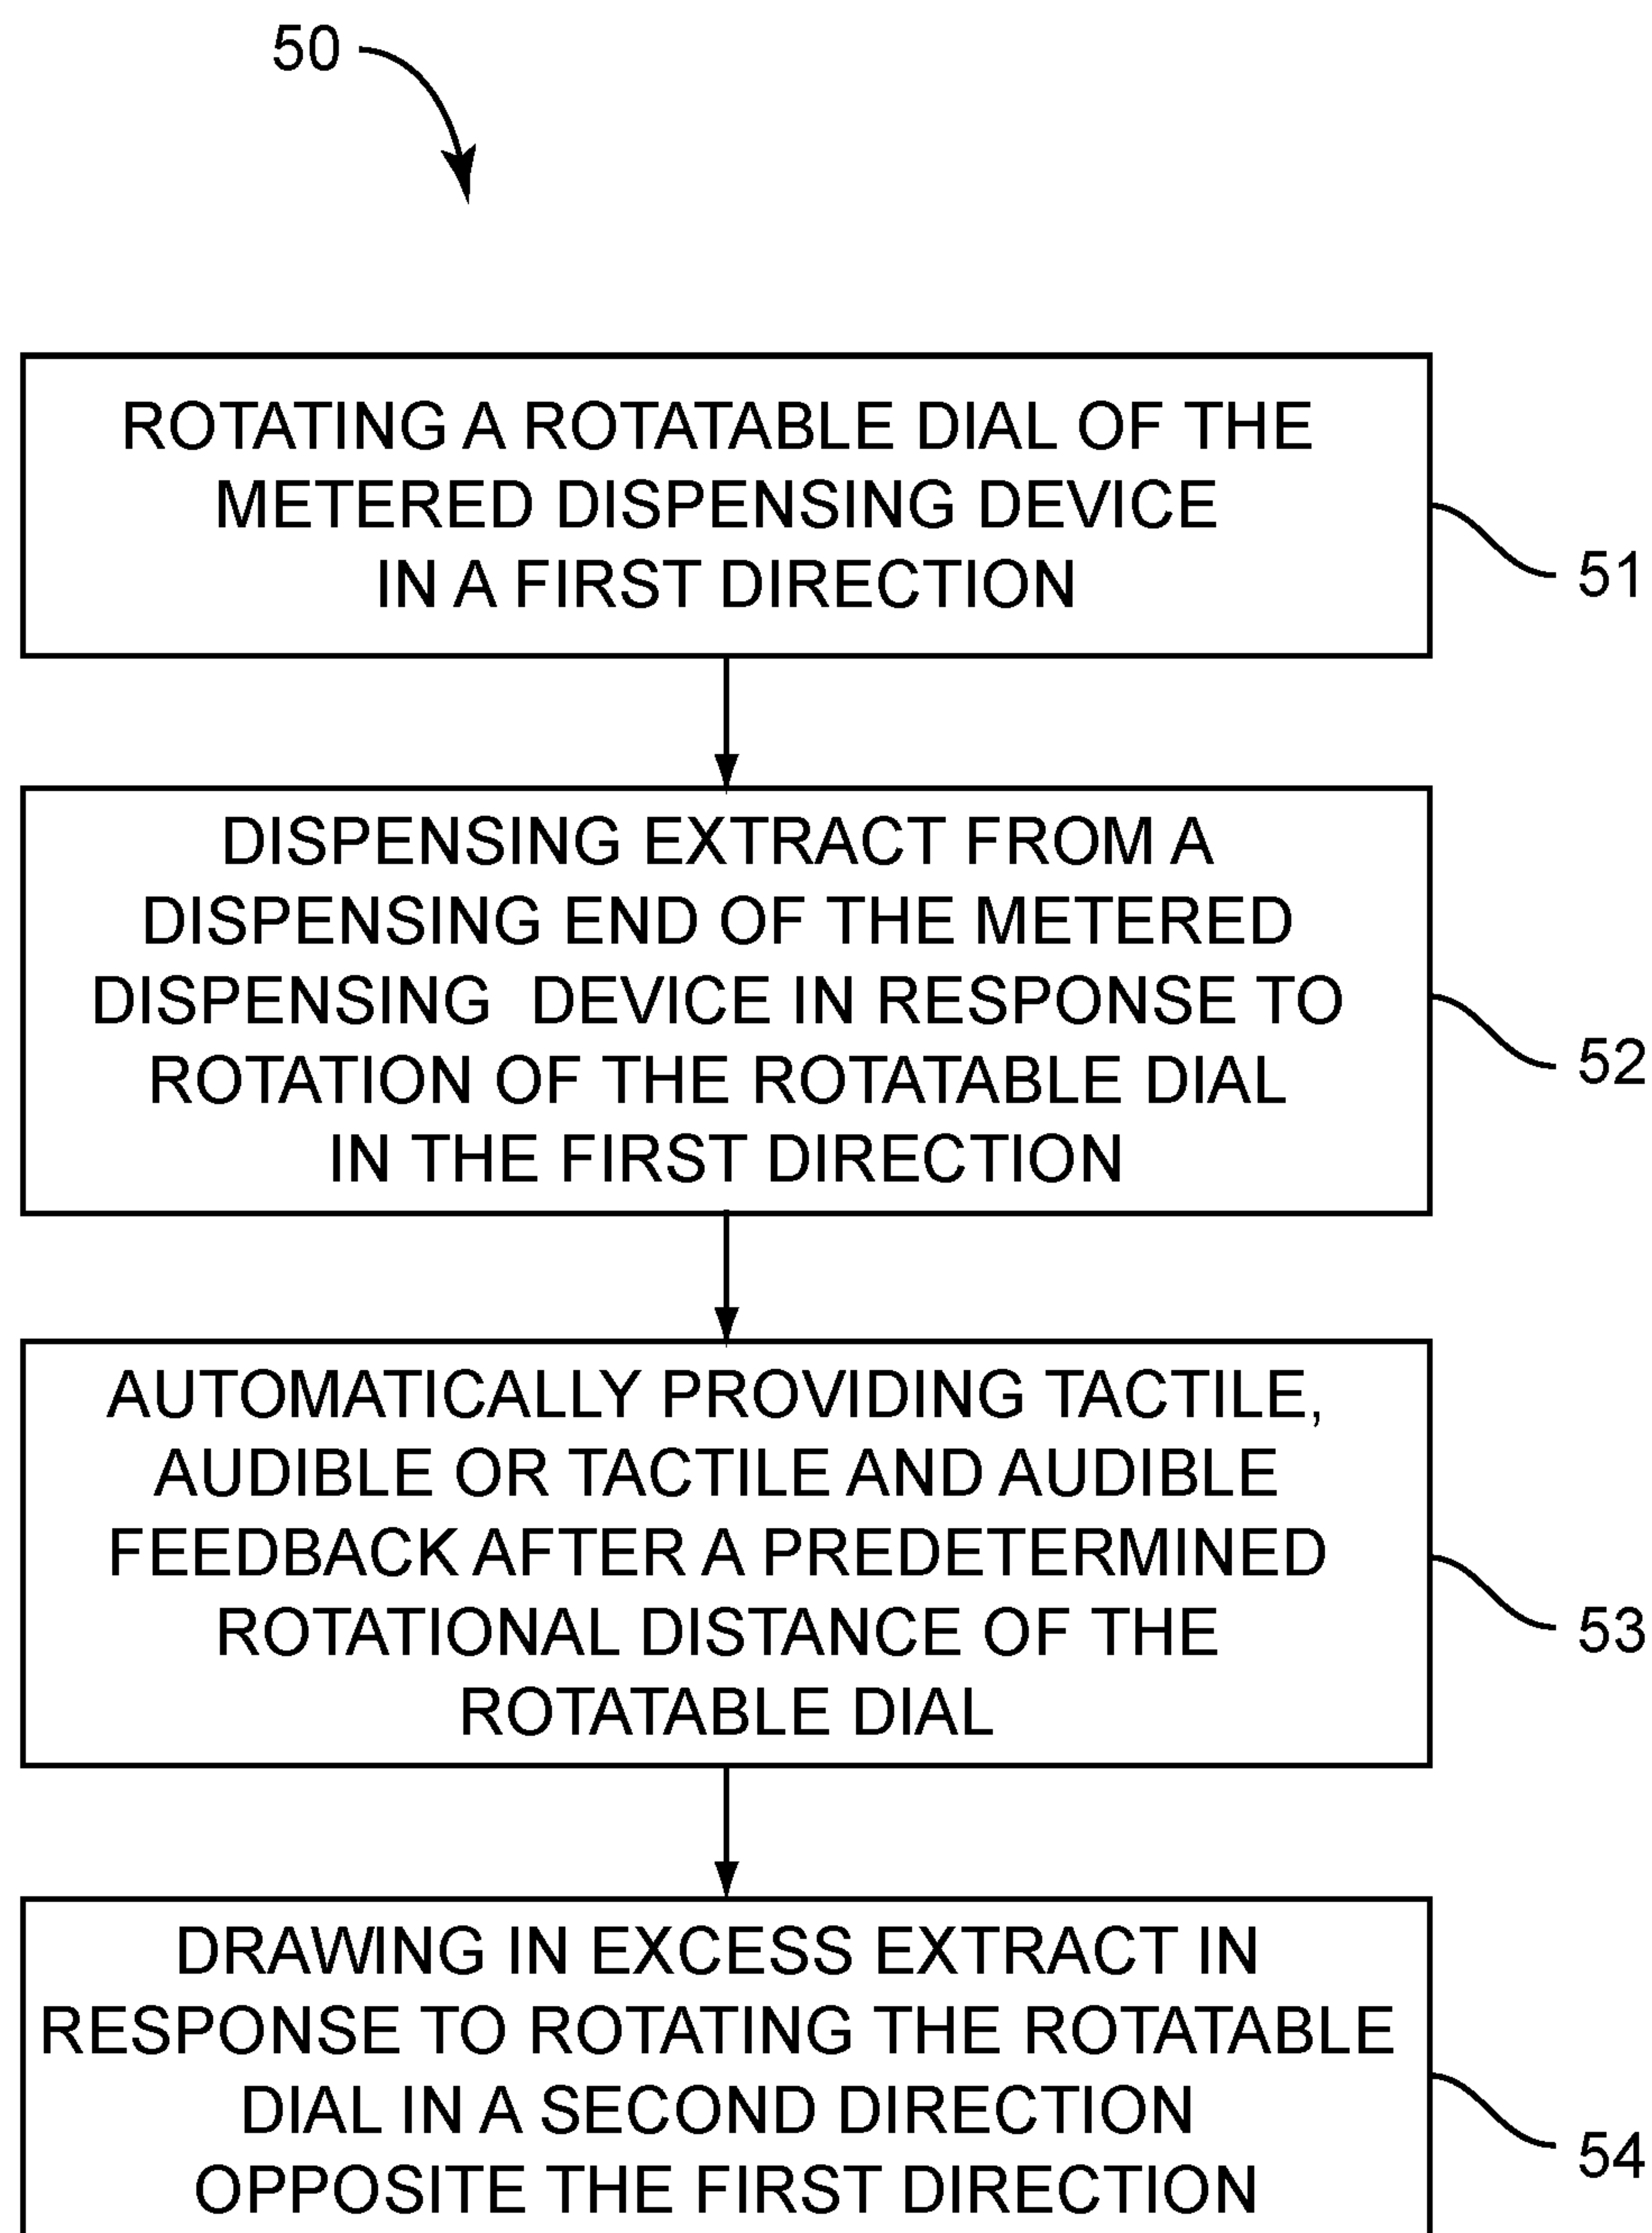 50
ROTATING A ROTATABLE DIAL OF THE
METERED DISPENSING DEVICE
IN A FIRST DIRECTION
51
DISPENSING EXTRACT FROM A
DISPENSING END OF THE METERED
DISPENSING DEVICE IN RESPONSE TO
ROTATION OF THE ROTATABLE DIAL
IN THE FIRST DIRECTION
52
AUTOMATICALLY PROVIDING TACTILE,
AUDIBLE OR TACTILE AND AUDIBLE
FEEDBACK AFTER A PREDETERMINED
ROTATIONAL DISTANCE OF THE
ROTATABLE DIAL
53
DRAWING IN EXCESS EXTRACT IN
RESPONSE TO ROTATING THE ROTATABLE
DIAL IN A SECOND DIRECTION
OPPOSITE THE FIRST DIRECTION
54